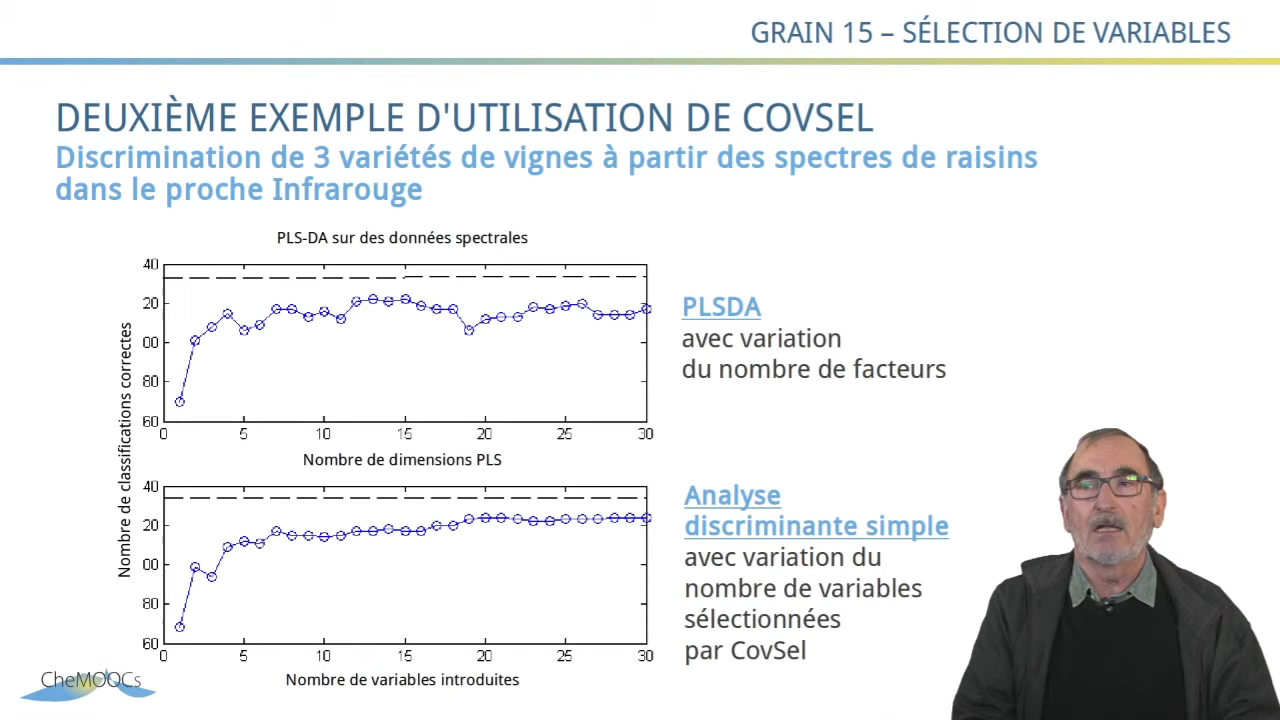 GRAIN 15 – SÉLECTION DE VARIABLES
DEUXIÈME EXEMPLE D'UTILISATION DE COVSEL
Discrimination de 3 variétés de vignes à partir des spectres de raisins
dans le proche Infrarouge
PLS-DA sur des données spectrales
Nombre de classifications correctes
40
20
00
80
60
0 5 10 15 20 25 30
Nombre de dimensions PLS
40
20
00
80
60
0 5 10 15 20 25 30
Nombre de variables introduites
PLSDA
avec variation
du nombre de facteurs
Analyse
discriminante simple
avec variation du
nombre de variables
sélectionnées
par CovSel
CheMOOCs